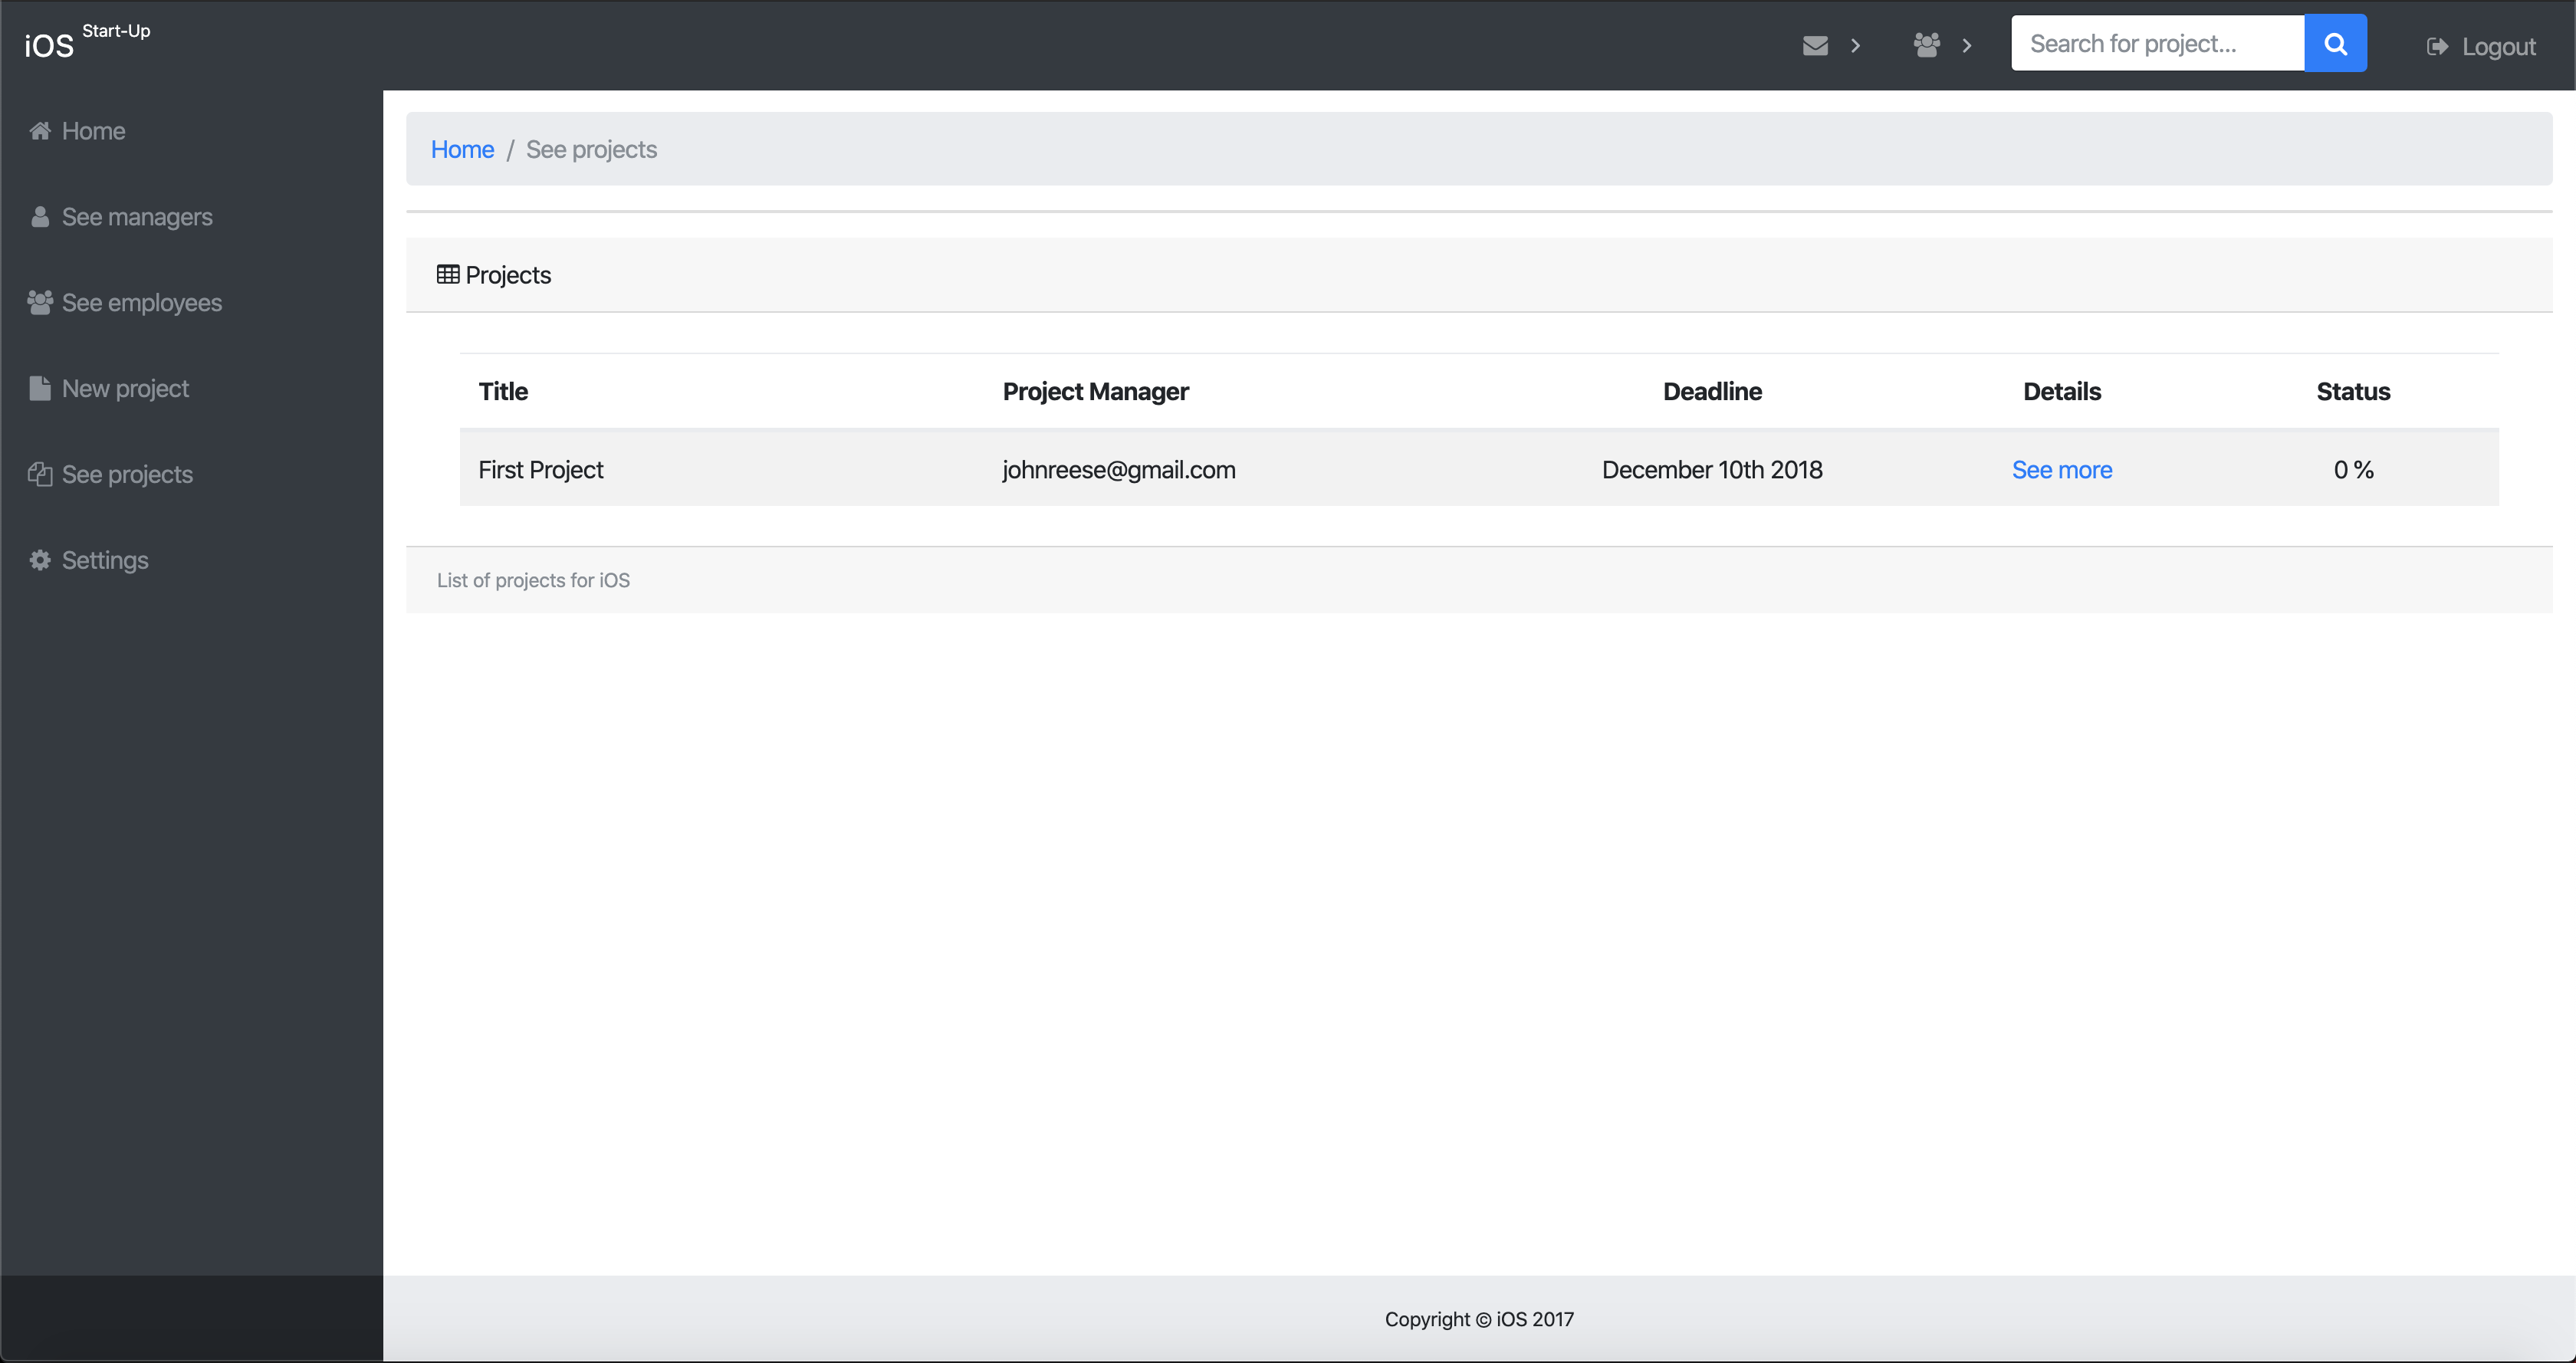 iOS Start-Up
Search for project...
Logout
Home
See managers
See employees
New project
See projects
Settings
Home / See projects
Projects
Title Project Manager Deadline Details Status
First Project johnreese@gmail.com December 10th 2018 See more 0 %
List of projects for iOS
Copyright © iOS 2017